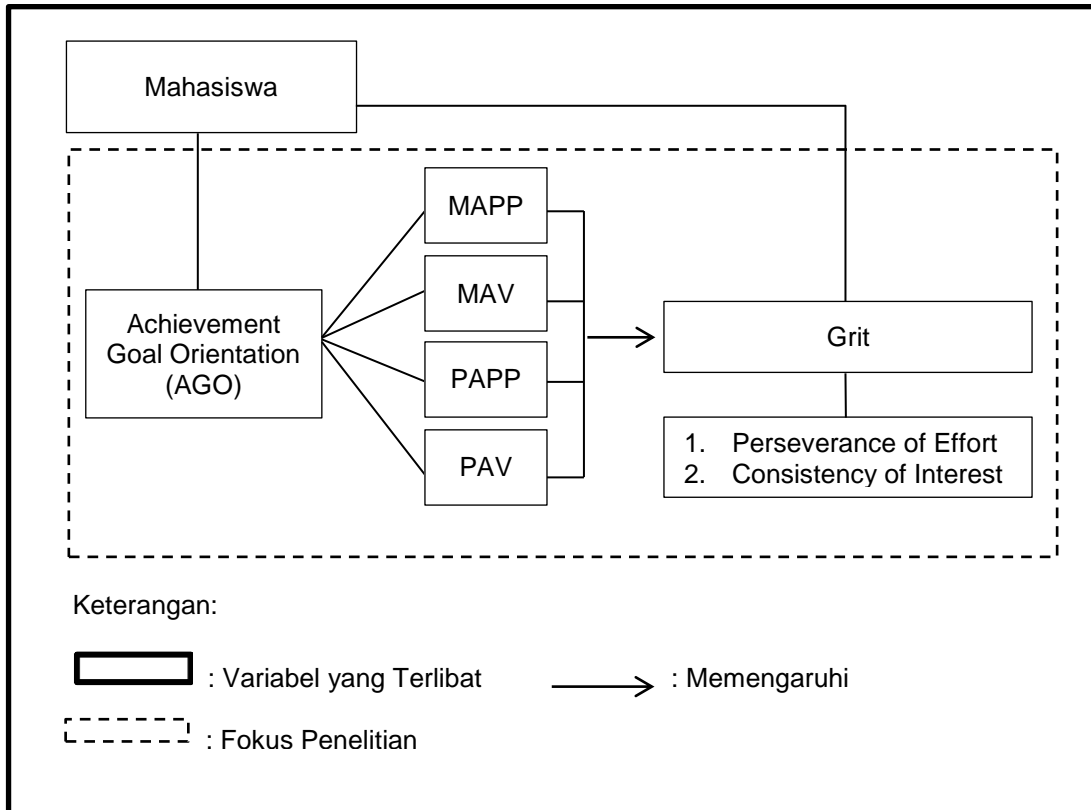 Mahasiswa
MAPP
MAV
Achievement
Goal Orientation
(AGO)
PAPP
PAV
Grit
1. Perseverance of Effort
2. Consistency of Interest
Keterangan:
: Variabel yang Terlibat
: Memengaruhi
: Fokus Penelitian